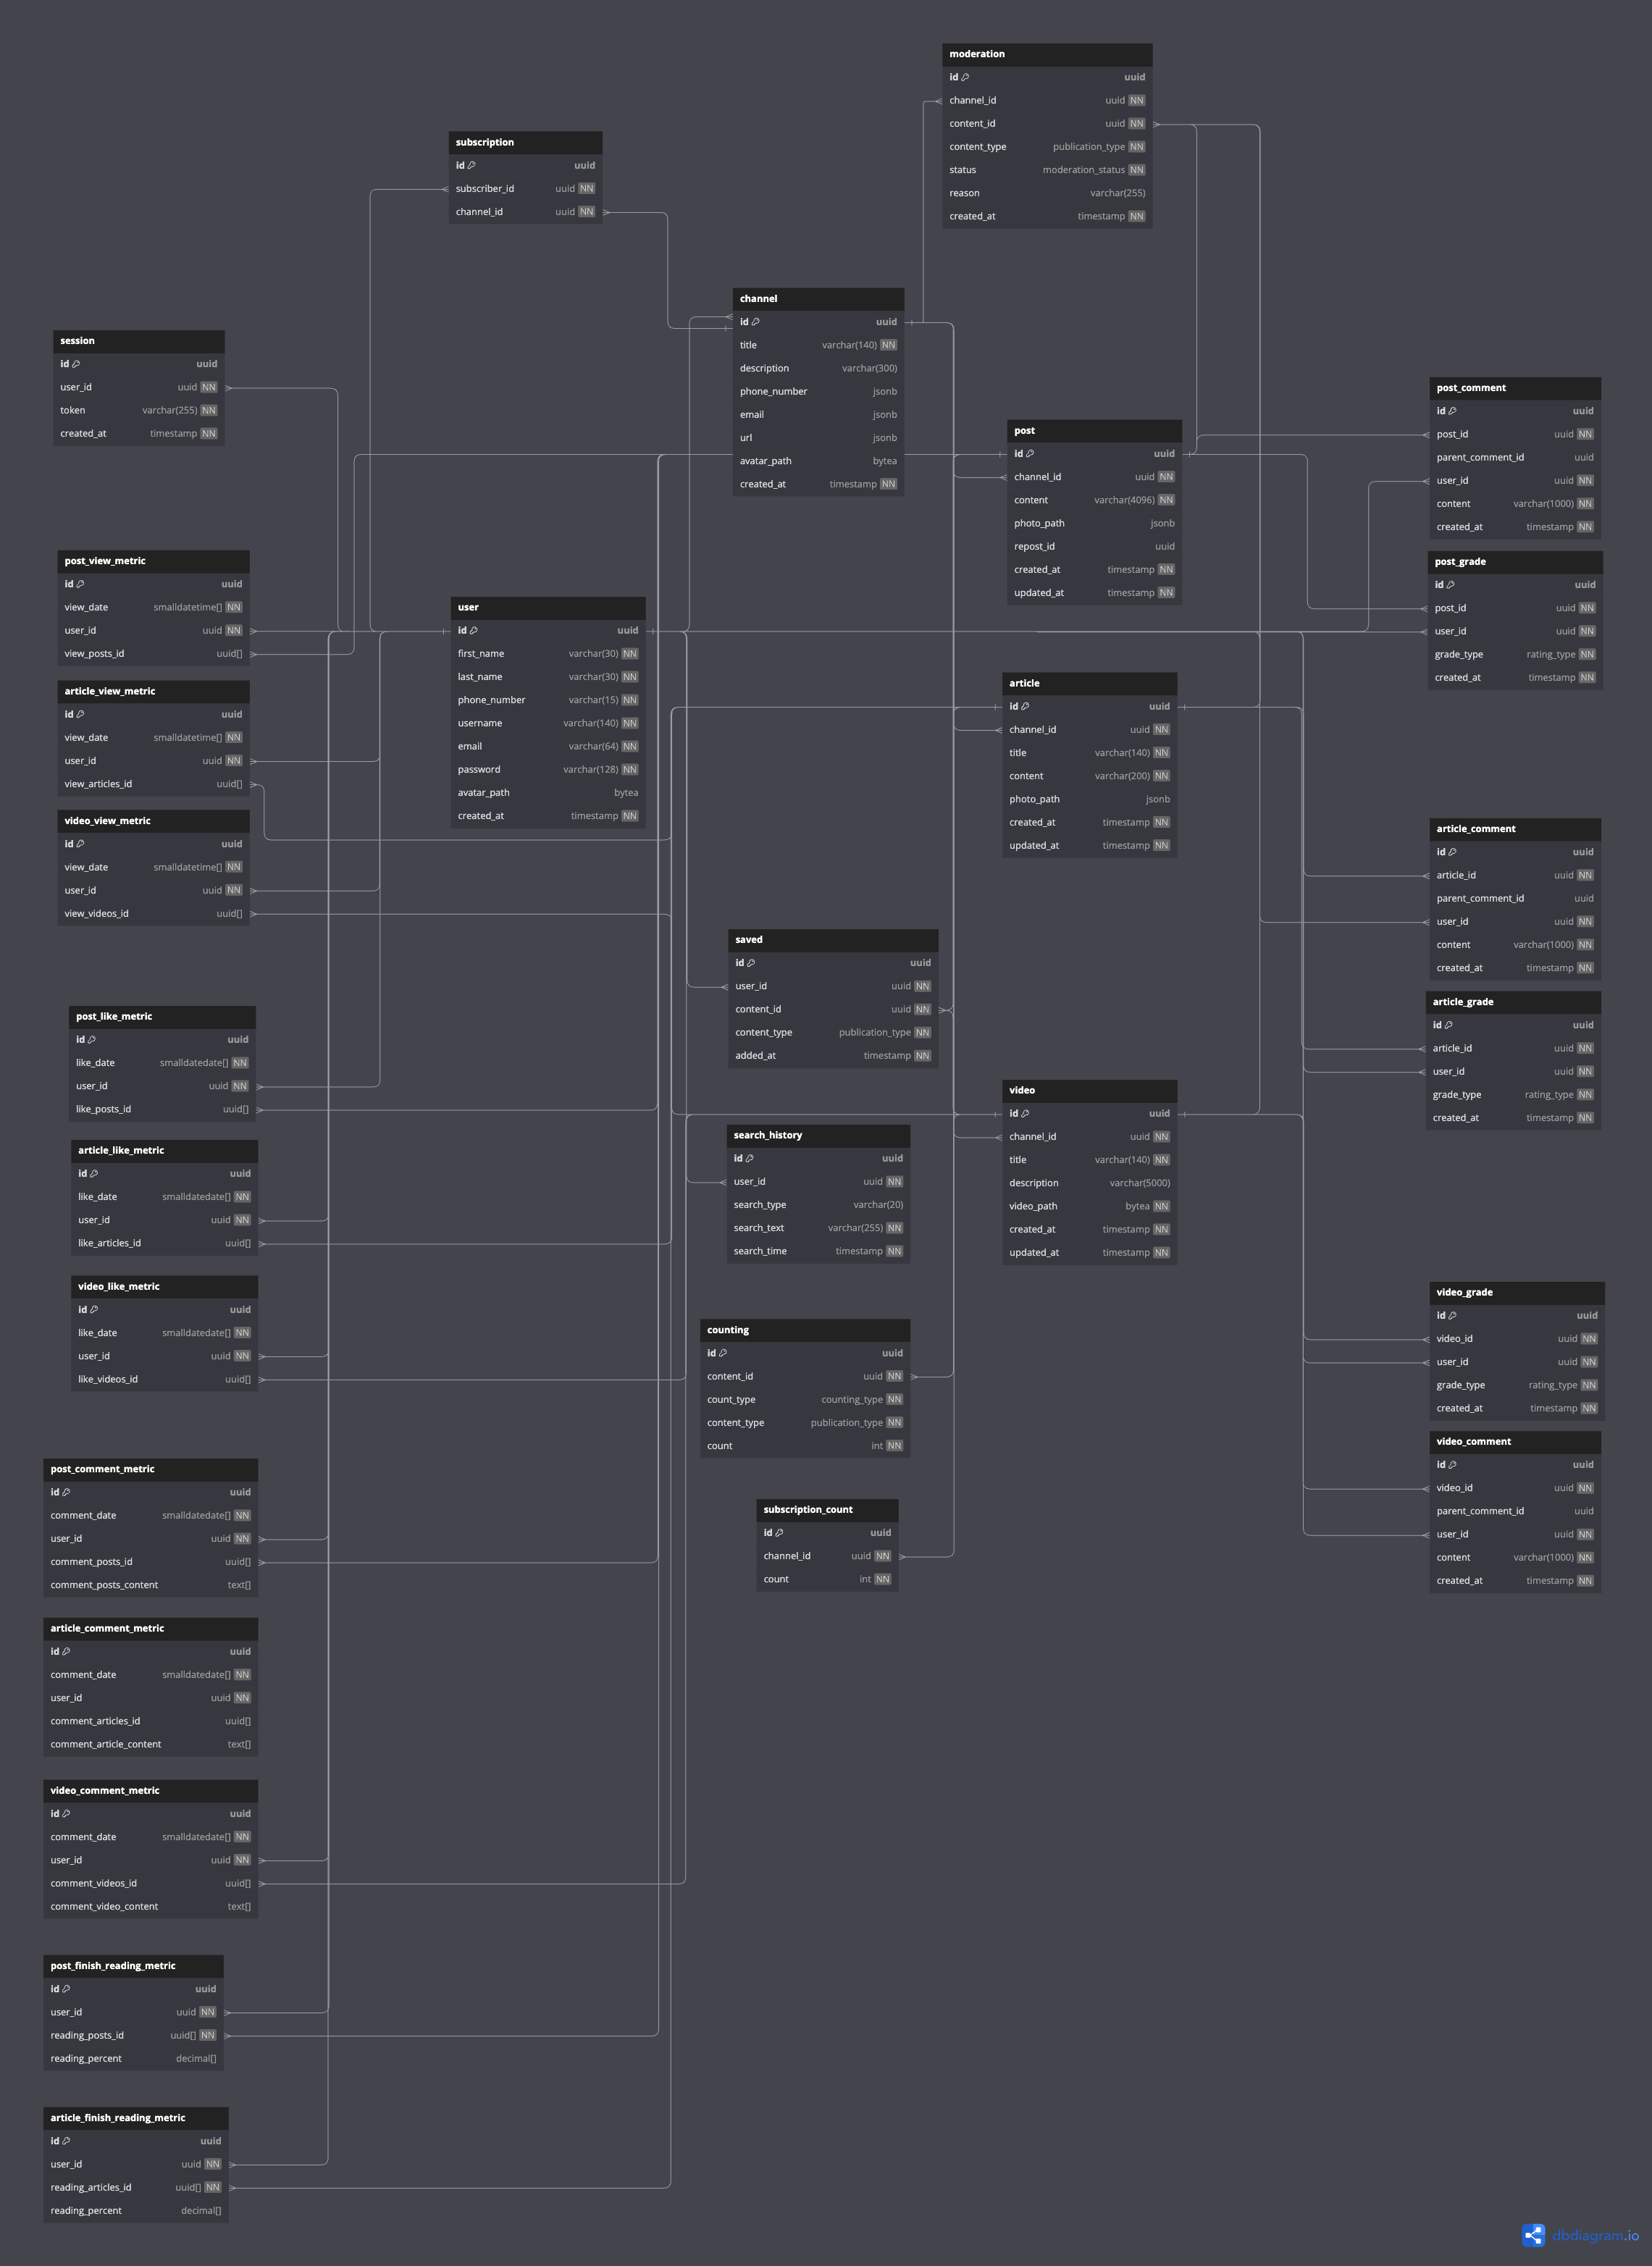 moderation
id uuid
channel_id uuid NN
content_id uuid NN
content_type publication_type NN
status moderation_status NN
reason varchar(255)
created_at timestamp NN
subscription
id uuid
subscriber_id uuid NN
channel_id uuid NN
channel
id uuid
title varchar(140) NN
description varchar(300)
phone_number jsonb
email jsonb
url jsonb
avatar_path bytea
created_at timestamp NN
session
id uuid
user_id uuid NN
token varchar(255) NN
created_at timestamp NN
post_comment
id uuid
post_id uuid NN
parent_comment_id uuid
user_id uuid NN
content varchar(1000) NN
created_at timestamp NN
post
id uuid
channel_id uuid NN
content varchar(4096) NN
photo_path jsonb
repost_id uuid
created_at timestamp NN
updated_at timestamp NN
post_view_metric
id uuid
view_date smalldatetime[] NN
user_id uuid NN
view_posts_id uuid[]
post_grade
id uuid
post_id uuid NN
user_id uuid NN
grade_type rating_type NN
created_at timestamp NN
user
id uuid
first_name varchar(30) NN
last_name varchar(30) NN
phone_number varchar(15) NN
username varchar(140) NN
email varchar(64) NN
password varchar(128) NN
avatar_path bytea
created_at timestamp NN
article
id uuid
channel_id uuid NN
title varchar(140) NN
content varchar(200) NN
photo_path jsonb
created_at timestamp NN
updated_at timestamp NN
article_view_metric
id uuid
view_date smalldatetime[] NN
user_id uuid NN
view_articles_id uuid[]
video_view_metric
id uuid
view_date smalldatetime[] NN
user_id uuid NN
view_videos_id uuid[]
article_comment
id uuid
article_id uuid NN
parent_comment_id uuid
user_id uuid NN
content varchar(1000) NN
created_at timestamp NN
saved
id uuid
user_id uuid NN
content_id uuid NN
content_type publication_type NN
added_at timestamp NN
article_grade
id uuid
article_id uuid NN
user_id uuid NN
grade_type rating_type NN
created_at timestamp NN
post_like_metric
id uuid
like_date smalldatedate[] NN
user_id uuid NN
like_posts_id uuid[]
video
id uuid
channel_id uuid NN
title varchar(140) NN
description varchar(5000)
video_path bytea NN
created_at timestamp NN
updated_at timestamp NN
search_history
id uuid
user_id uuid NN
search_type varchar(20)
search_text varchar(255) NN
search_time timestamp NN
article_like_metric
id uuid
like_date smalldatedate[] NN
user_id uuid NN
like_articles_id uuid[]
video_like_metric
id uuid
like_date smalldatedate[] NN
user_id uuid NN
like_videos_id uuid[]
video_grade
id uuid
video_id uuid NN
user_id uuid NN
grade_type rating_type NN
created_at timestamp NN
counting
id uuid
content_id uuid NN
count_type counting_type NN
content_type publication_type NN
count int NN
video_comment
id uuid
video_id uuid NN
parent_comment_id uuid
user_id uuid NN
content varchar(1000) NN
created_at timestamp NN
post_comment_metric
id uuid
comment_date smalldatedate[] NN
user_id uuid NN
comment_posts_id uuid[]
comment_posts_content text[]
subscription_count
id uuid
channel_id uuid NN
count int NN
article_comment_metric
id uuid
comment_date smalldatedate[] NN
user_id uuid NN
comment_articles_id uuid[]
comment_article_content text[]
video_comment_metric
id uuid
comment_date smalldatedate[] NN
user_id uuid NN
comment_videos_id uuid[]
comment_video_content text[]
post_finish_reading_metric
id uuid
user_id uuid NN
reading_posts_id uuid[] NN
reading_percent decimal[]
article_finish_reading_metric
id uuid
user_id uuid NN
reading_articles_id uuid[] NN
reading_percent decimal[]
dbdiagram.io